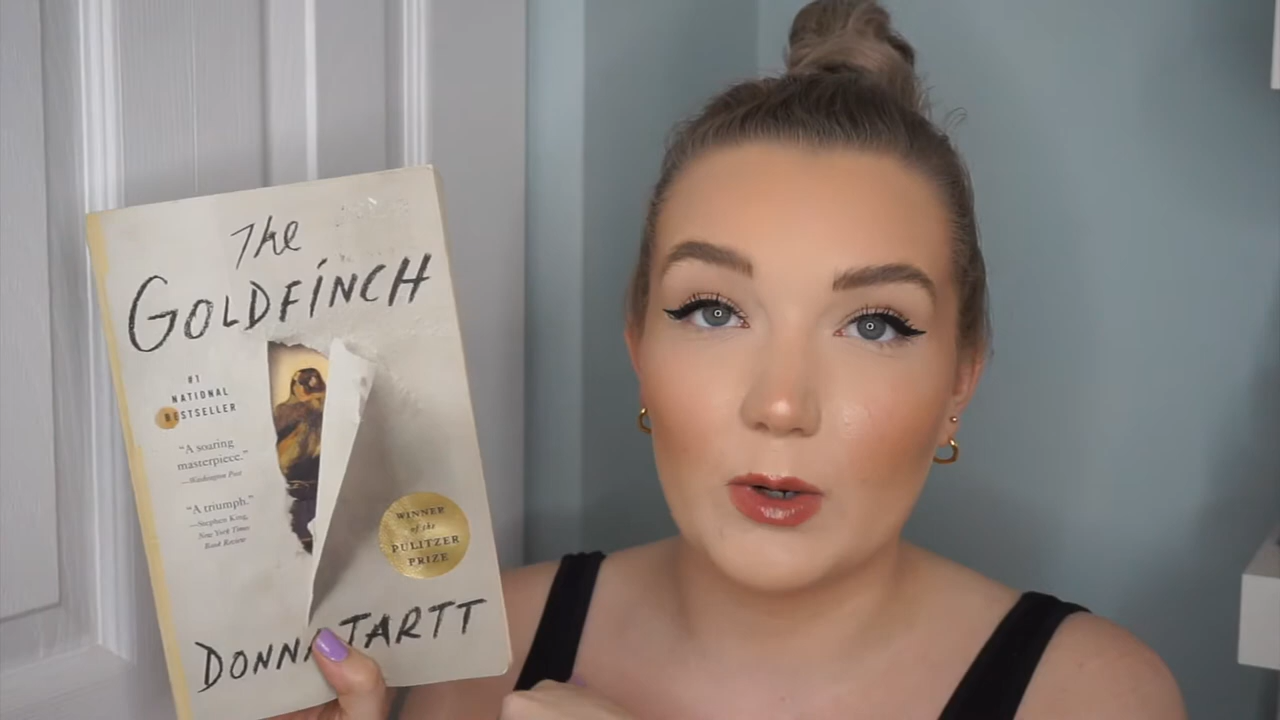 The
GOLDFINCH
#1
NATIONAL
BESTSELLER
"A soaring
masterpiece."
—Washington Post
"A triumph."
—Stephen King,
New York Times
Book Review
WINNER
of the
PULITZER
PRIZE
DONNA TARTT